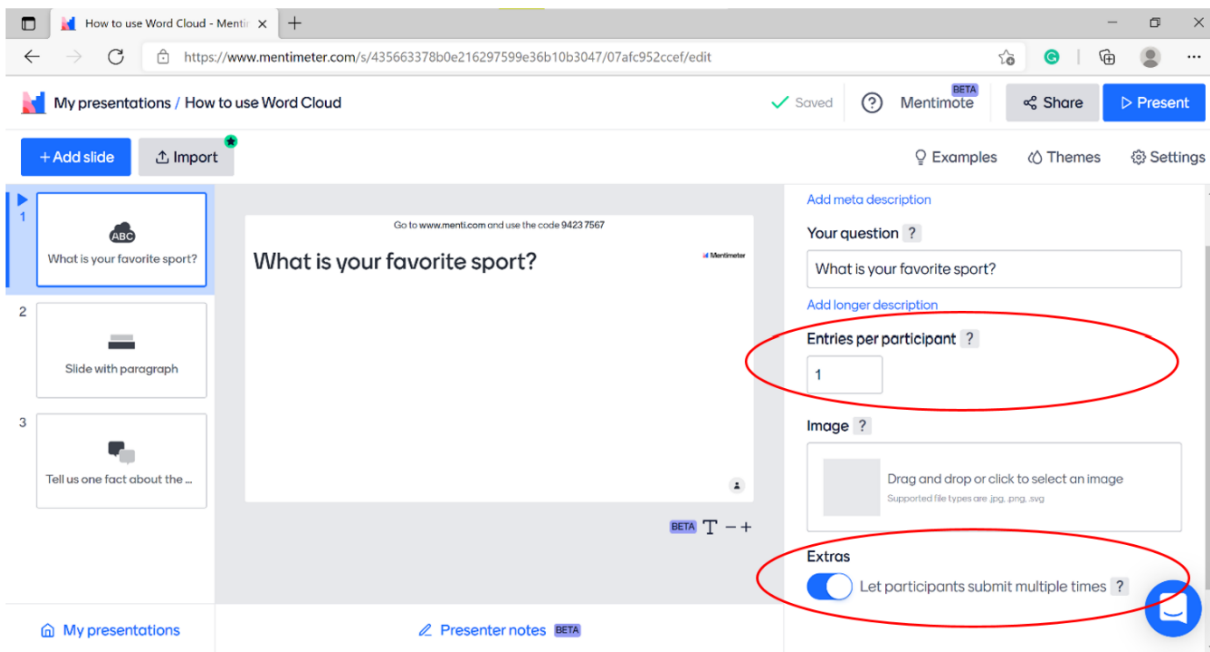 How to use Word Cloud - Menti
https://www.mentimeter.com/s/435663378b0e216297599e36b10b3047/07afc952ccef/edit
My presentations / How to use Word Cloud
Saved
?
Mentimote
BETA
Share
Present
+ Add slide
Import
Examples
Themes
Settings
1
ABC
What is your favorite sport?
2
Slide with paragraph
3
Tell us one fact about the ...
Go to www.menti.com and use the code 9423 7567
What is your favorite sport?
Mentimeter
BETA T − +
Add meta description
Your question ?
What is your favorite sport?
Add longer description
Entries per participant ?
1
Image ?
Drag and drop or click to select an image
Supported file types are .jpg, .png, .svg
Extras
Let participants submit multiple times ?
My presentations
Presenter notes BETA